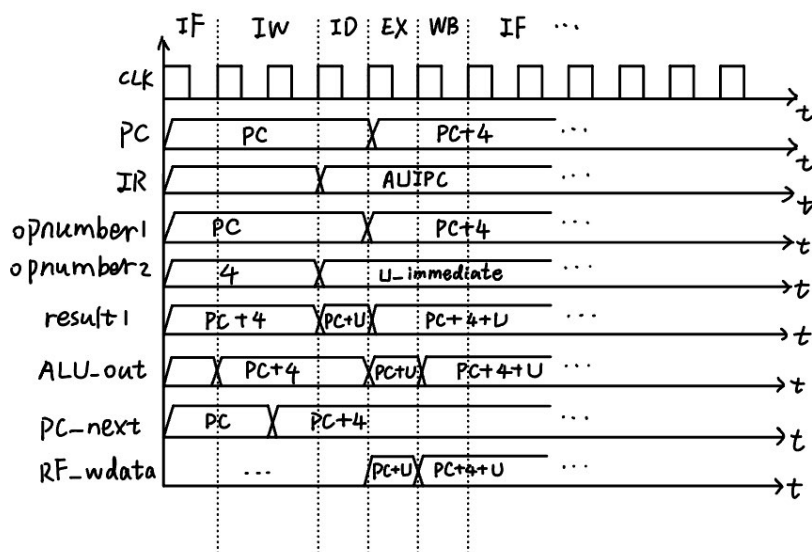 IF IW ID EX WB IF ...
CLK t
PC PC PC+4 ... t
IR AUIPC ... t
opnumber1 PC PC+4 ... t
opnumber2 4 U_immediate ... t
result1 PC+4 PC+U PC+4+U ... t
ALU_out PC+4 PC+U PC+4+U ... t
PC_next PC PC+4 ... t
RF_wdata ... PC+U PC+4+U ... t